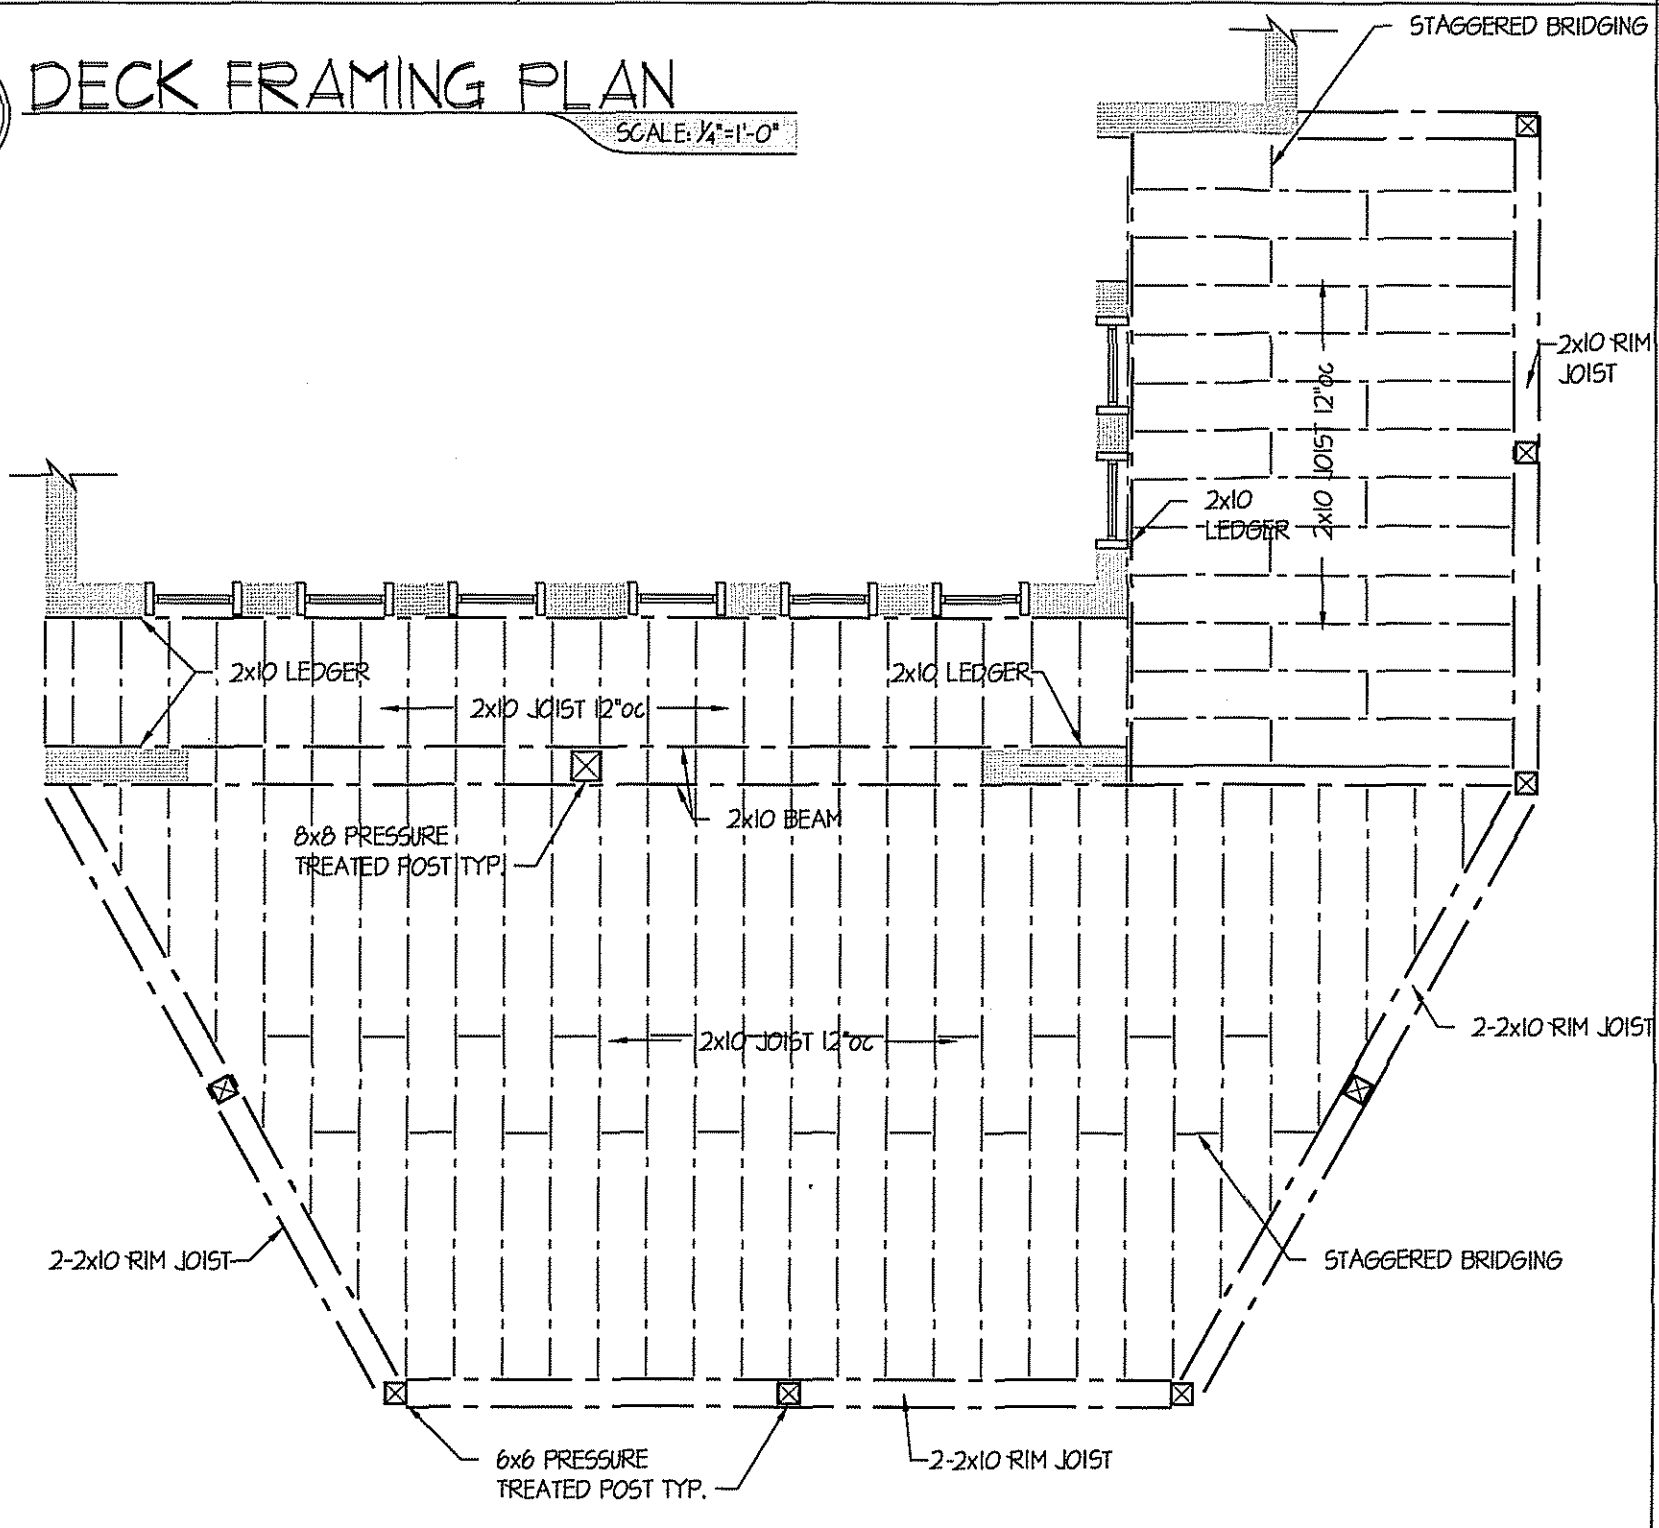 STAGGERED BRIDGING
DECK FRAMING PLAN
SCALE: 1/4"=1'-0"
2x10 RIM
JOIST
2x10 JOIST 12"oc
2x10
LEDGER
2x10 LEDGER
2x10 LEDGER
2x10 JOIST 12"oc
2x10 BEAM
8x8 PRESSURE
TREATED POST TYP.
2-2x10 RIM JOIST
2x10 JOIST 12"oc
2-2x10 RIM JOIST
STAGGERED BRIDGING
6x6 PRESSURE
TREATED POST TYP.
2-2x10 RIM JOIST